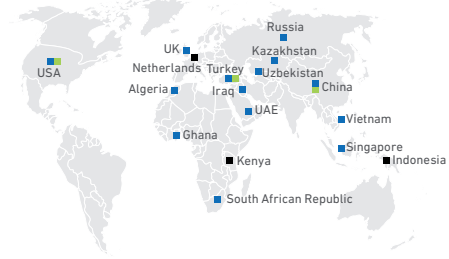 Russia
UK
Kazakhstan
Netherlands
Turkey
Uzbekistan
USA
Algeria
Iraq
China
UAE
Vietnam
Ghana
Singapore
Kenya
Indonesia
South African Republic